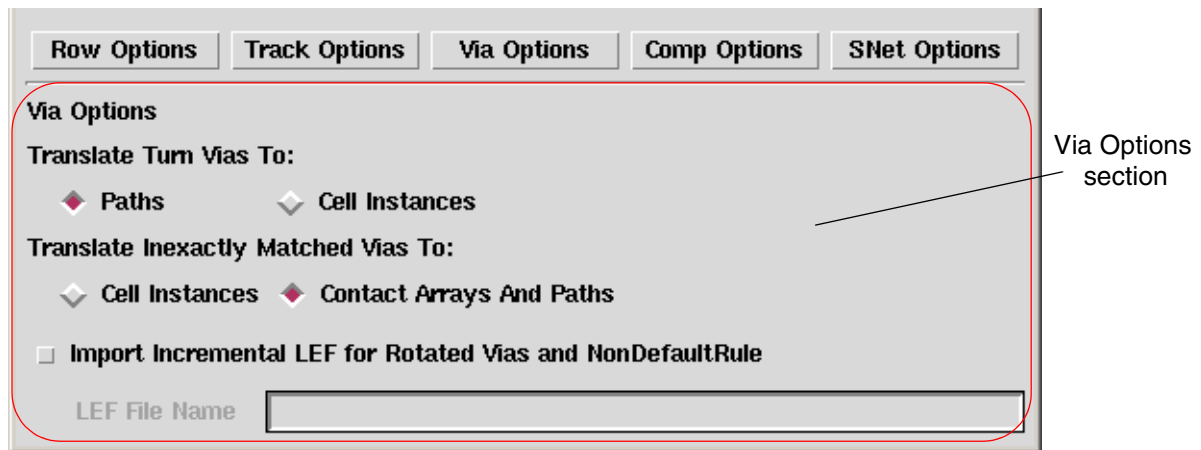 Row Options Track Options Via Options Comp Options SNet Options
Via Options
Translate Turn Vias To:
Paths Cell Instances
Translate Inexactly Matched Vias To:
Cell Instances Contact Arrays And Paths
Import Incremental LEF for Rotated Vias and NonDefaultRule
LEF File Name
Via Options
section